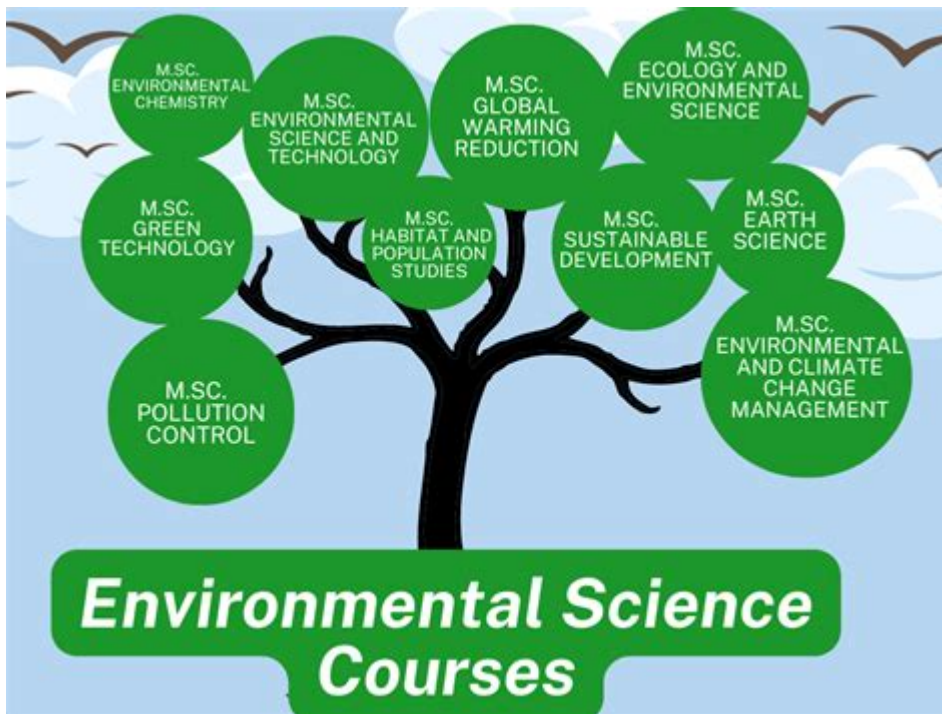 M.SC.
ENVIRONMENTAL
CHEMISTRY
M.SC.
ENVIRONMENTAL
SCIENCE AND
TECHNOLOGY
M.SC.
GLOBAL
WARMING
REDUCTION
M.SC.
ECOLOGY AND
ENVIRONMENTAL
SCIENCE
M.SC.
GREEN
TECHNOLOGY
M.SC.
HABITAT AND
POPULATION
STUDIES
M.SC.
SUSTAINABLE
DEVELOPMENT
M.SC.
EARTH
SCIENCE
M.SC.
POLLUTION
CONTROL
M.SC.
ENVIRONMENTAL
AND CLIMATE
CHANGE
MANAGEMENT
Environmental Science
Courses